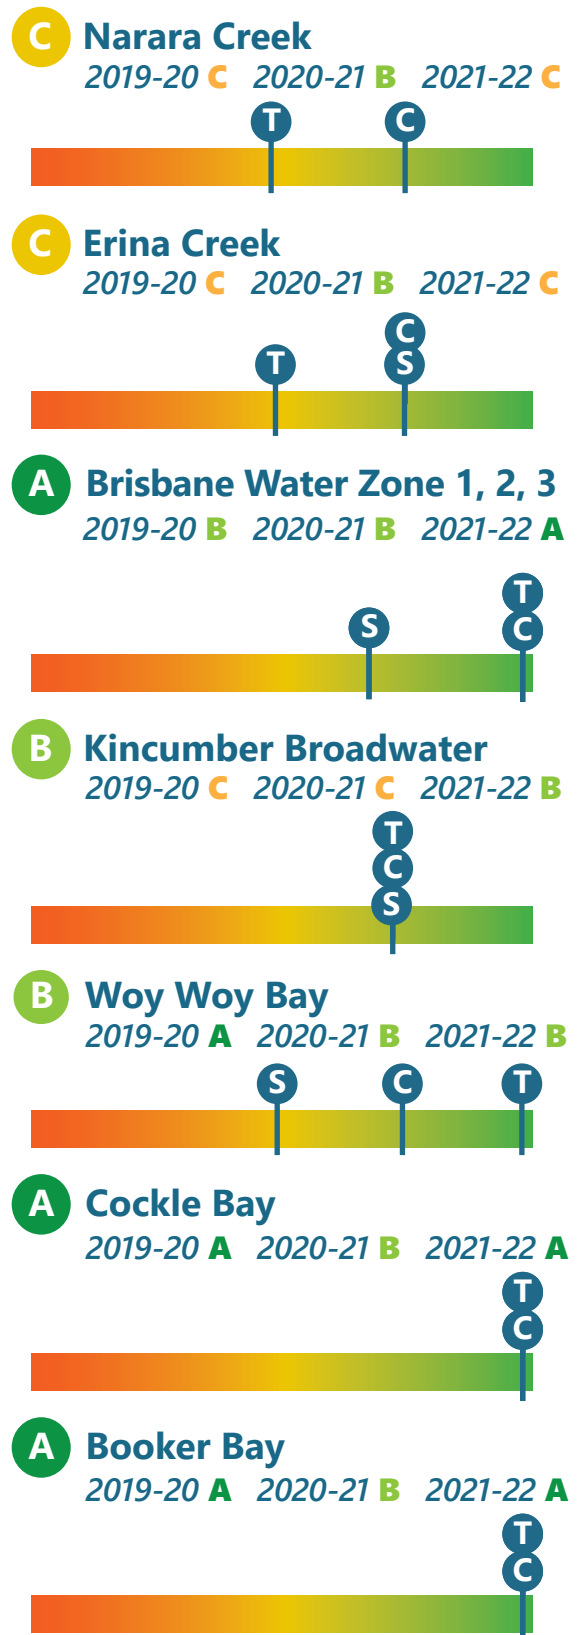 C Narara Creek
2019-20 C 2020-21 B 2021-22 C
T C
C Erina Creek
2019-20 C 2020-21 B 2021-22 C
C
T S
A Brisbane Water Zone 1, 2, 3
2019-20 B 2020-21 B 2021-22 A
T
S C
B Kincumber Broadwater
2019-20 C 2020-21 C 2021-22 B
T
C
S
B Woy Woy Bay
2019-20 A 2020-21 B 2021-22 B
S C T
A Cockle Bay
2019-20 A 2020-21 B 2021-22 A
T
C
A Booker Bay
2019-20 A 2020-21 B 2021-22 A
T
C